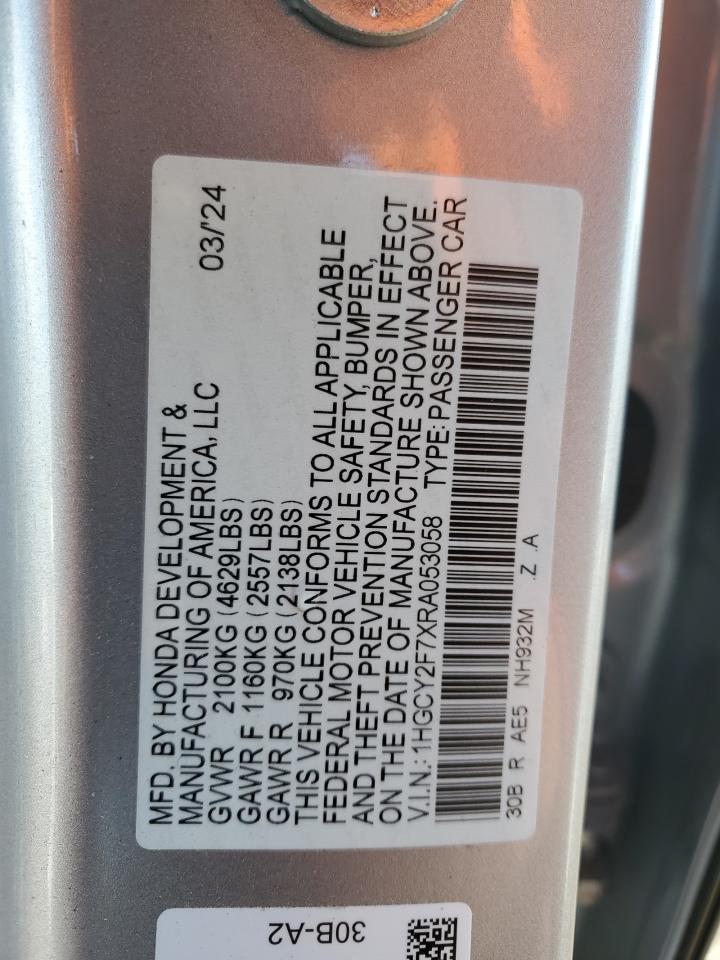 MFD. BY HONDA DEVELOPMENT &
MANUFACTURING OF AMERICA, LLC 03/'24
GVWR 2100KG (4629LBS)
GAWR F 1160KG (2557LBS)
GAWR R 970KG (2138LBS)
THIS VEHICLE CONFORMS TO ALL APPLICABLE
FEDERAL MOTOR VEHICLE SAFETY, BUMPER,
AND THEFT PREVENTION STANDARDS IN EFFECT
ON THE DATE OF MANUFACTURE SHOWN ABOVE.
V.I.N.: 1HGCY2F7XRA053058 TYPE: PASSENGER CAR
30B R AE5 NH932M .Z .A
30B-A2